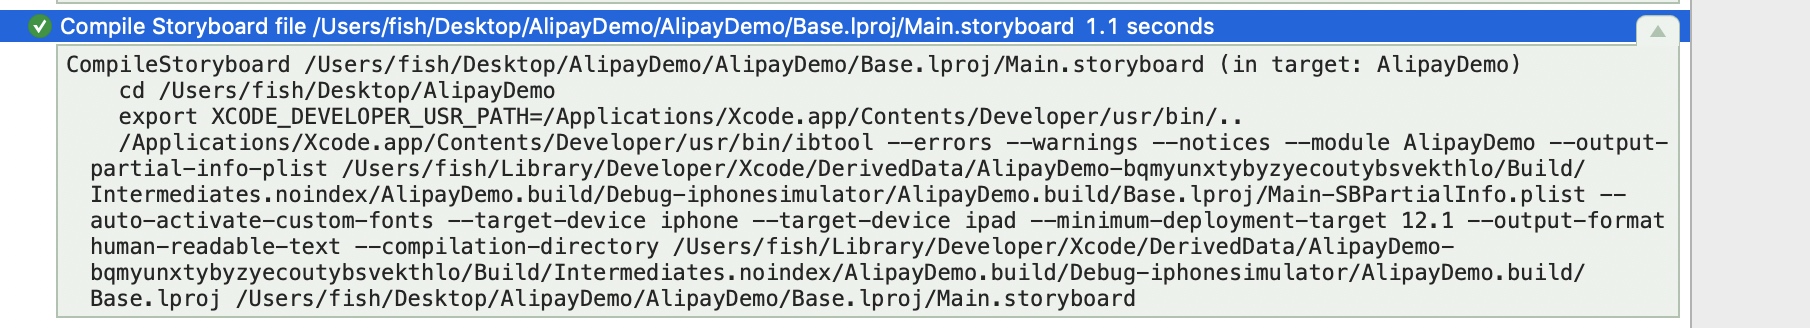 Compile Storyboard file /Users/fish/Desktop/AlipayDemo/AlipayDemo/Base.lproj/Main.storyboard 1.1 seconds
CompileStoryboard /Users/fish/Desktop/AlipayDemo/AlipayDemo/Base.lproj/Main.storyboard (in target: AlipayDemo)
cd /Users/fish/Desktop/AlipayDemo
export XCODE_DEVELOPER_USR_PATH=/Applications/Xcode.app/Contents/Developer/usr/bin/..
/Applications/Xcode.app/Contents/Developer/usr/bin/ibtool --errors --warnings --notices --module AlipayDemo --output-
partial-info-plist /Users/fish/Library/Developer/Xcode/DerivedData/AlipayDemo-bqmyunxtybyzyecoutybsvekthlo/Build/
Intermediates.noindex/AlipayDemo.build/Debug-iphonesimulator/AlipayDemo.build/Base.lproj/Main-SBPartialInfo.plist --
auto-activate-custom-fonts --target-device iphone --target-device ipad --minimum-deployment-target 12.1 --output-format
human-readable-text --compilation-directory /Users/fish/Library/Developer/Xcode/DerivedData/AlipayDemo-
bqmyunxtybyzyecoutybsvekthlo/Build/Intermediates.noindex/AlipayDemo.build/Debug-iphonesimulator/AlipayDemo.build/
Base.lproj /Users/fish/Desktop/AlipayDemo/AlipayDemo/Base.lproj/Main.storyboard